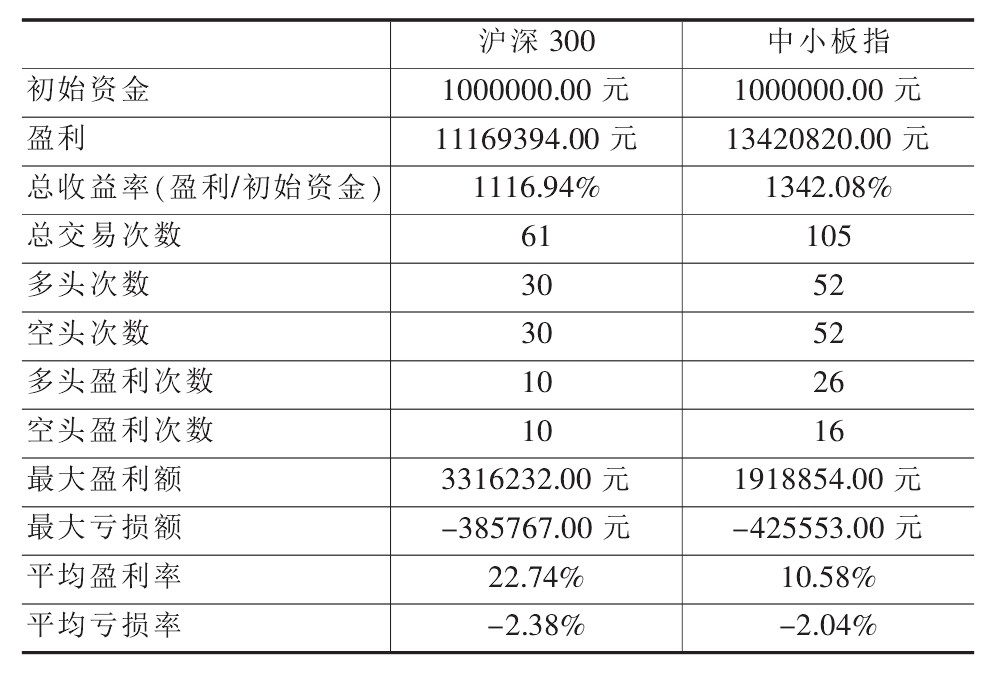 沪深 300 中小板指
初始资金 1000000.00 元 1000000.00 元
盈利 11169394.00 元 13420820.00 元
总收益率(盈利/初始资金) 1116.94% 1342.08%
总交易次数 61 105
多头次数 30 52
空头次数 30 52
多头盈利次数 10 26
空头盈利次数 10 16
最大盈利额 3316232.00 元 1918854.00 元
最大亏损额 –385767.00 元 –425553.00 元
平均盈利率 22.74% 10.58%
平均亏损率 –2.38% –2.04%